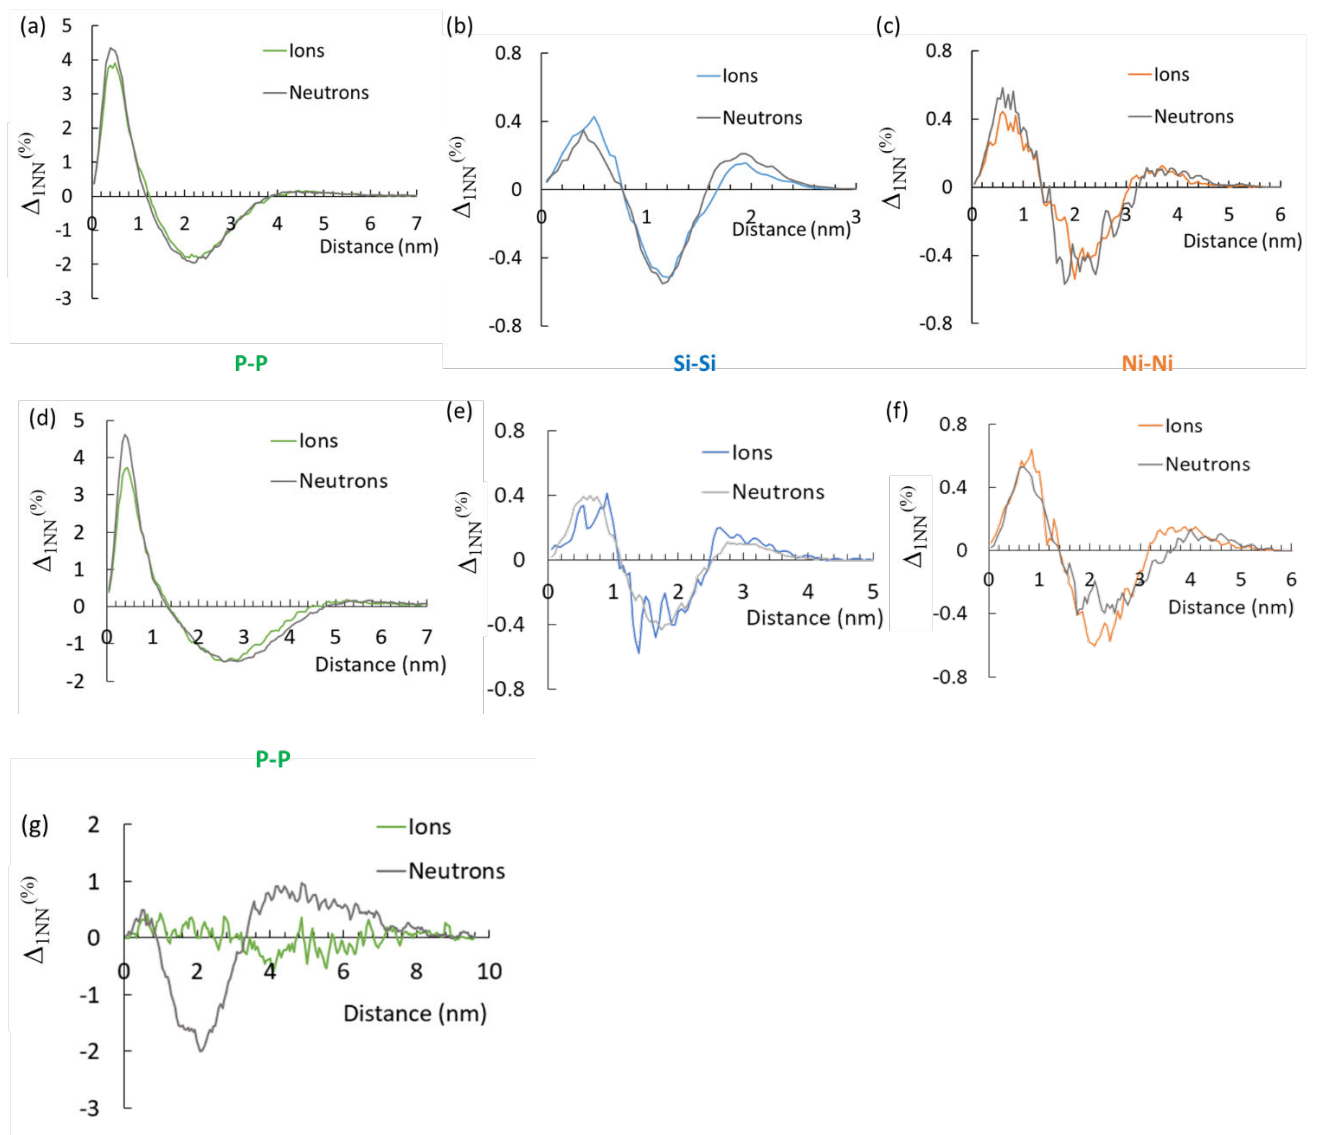 (a)
5
4
3
2
1
0
-1
-2
-3
Δ1NN(%)
Ions
Neutrons
0 1 2 3 4 5 6 7
Distance (nm)
(b)
0.8
0.4
0
-0.4
-0.8
Δ1NN(%)
Ions
Neutrons
0 1 2 3
Distance (nm)
(c)
0.8
0.4
0
-0.4
-0.8
Δ1NN(%)
Ions
Neutrons
0 1 2 3 4 5 6
Distance (nm)
P-P
Si-Si
Ni-Ni
(d)
5
4
3
2
1
0
-1
-2
Δ1NN(%)
Ions
Neutrons
0 1 2 3 4 5 6 7
Distance (nm)
(e)
0.8
0.4
0
-0.4
-0.8
Δ1NN(%)
Ions
Neutrons
0 1 2 3 4 5
Distance (nm)
(f)
0.8
0.4
0
-0.4
-0.8
Δ1NN(%)
Ions
Neutrons
0 1 2 3 4 5 6
Distance (nm)
P-P
(g)
2
1
0
-1
-2
-3
Δ1NN(%)
Ions
Neutrons
0 2 4 6 8 10
Distance (nm)